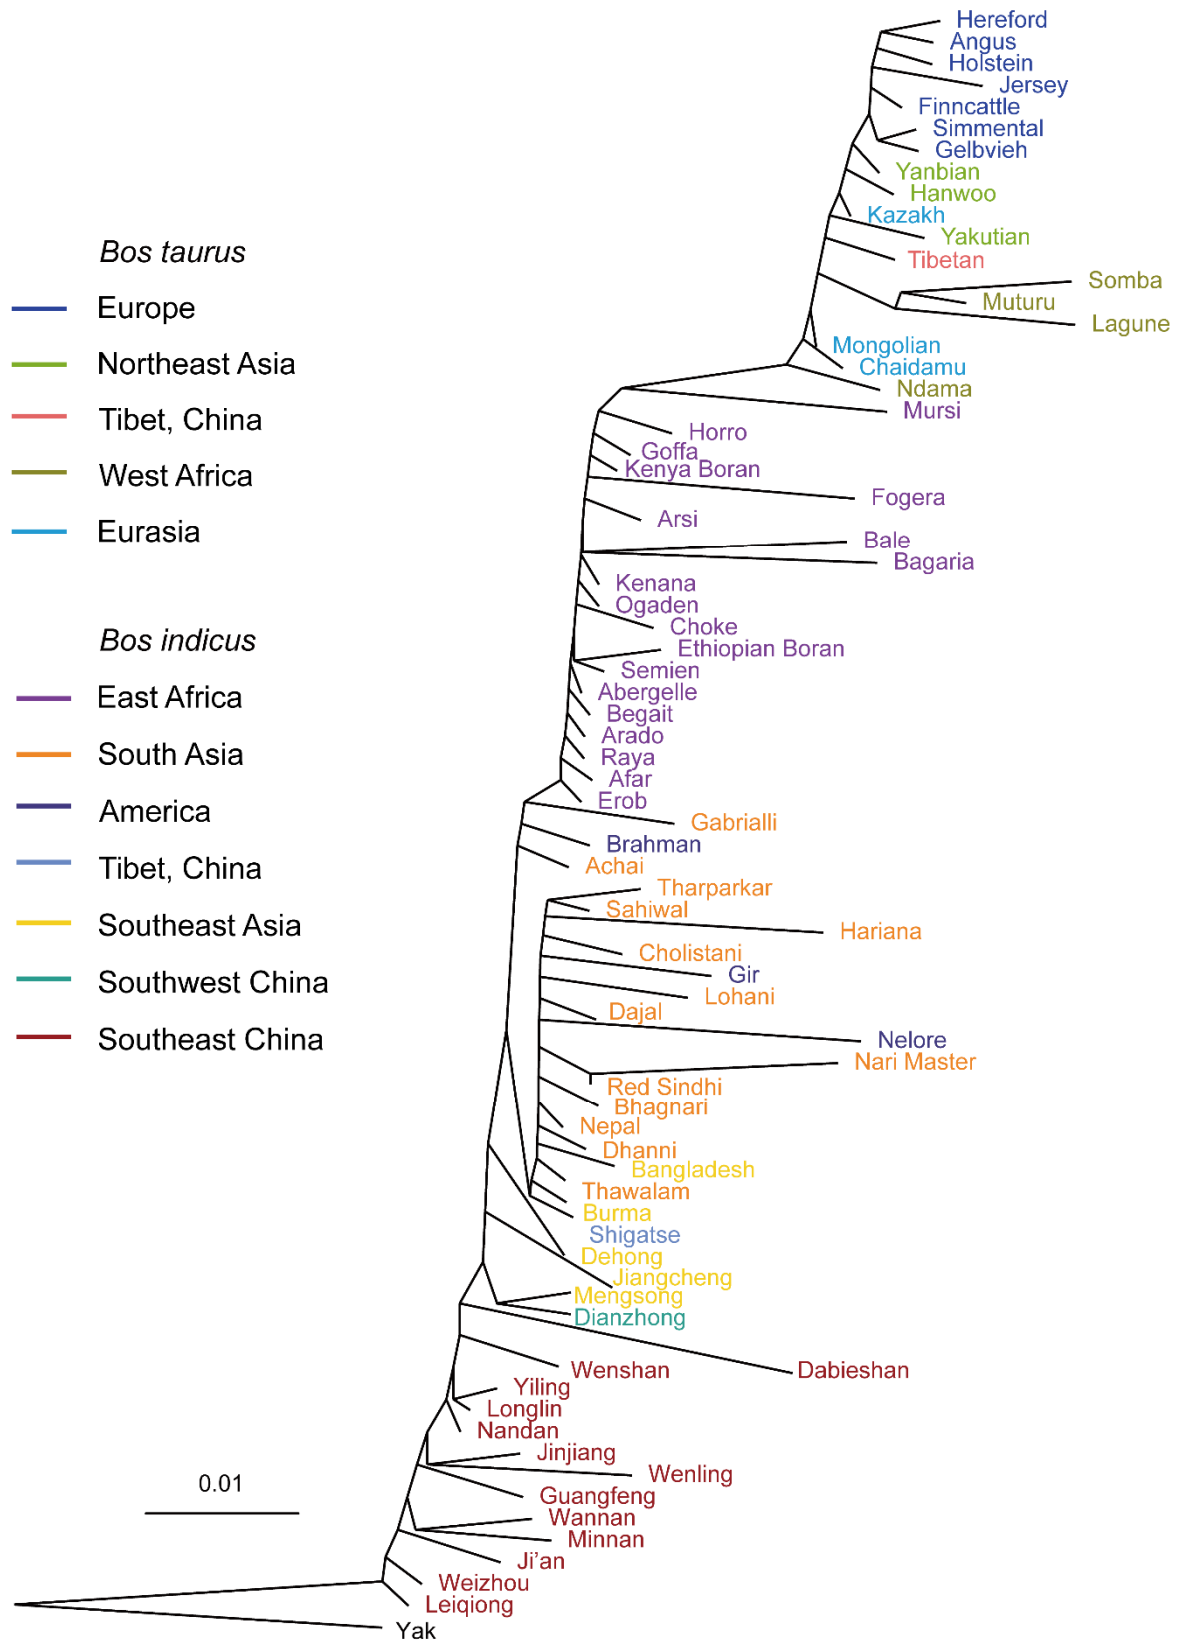 Bos taurus
Europe
Northeast Asia
Tibet, China
West Africa
Eurasia
Bos indicus
East Africa
South Asia
America
Tibet, China
Southeast Asia
Southwest China
Southeast China
0.01
Hereford
Angus
Holstein
Jersey
Finncattle
Simmental
Gelbvieh
Yanbian
Hanwoo
Kazakh
Yakutian
Tibetan
Somba
Muturu
Lagune
Mongolian
Chaidamu
Ndama
Mursi
Horro
Goffa
Kenya Boran
Fogera
Arsi
Bale
Bagaria
Kenana
Ogaden
Choke
Ethiopian Boran
Semien
Abergelle
Begait
Arado
Raya
Afar
Erob
Gabrialli
Brahman
Achai
Tharparkar
Sahiwal
Hariana
Cholistani
Gir
Lohani
Dajal
Nelore
Nari Master
Red Sindhi
Bhagnari
Nepal
Dhanni
Bangladesh
Thawalam
Burma
Shigatse
Dehong
Jiangcheng
Mengsong
Dianzhong
Dabieshan
Wenshan
Yiling
Longlin
Nandan
Jinjiang
Wenling
Guangfeng
Wannan
Minnan
Ji'an
Weizhou
Leiqiong
Yak